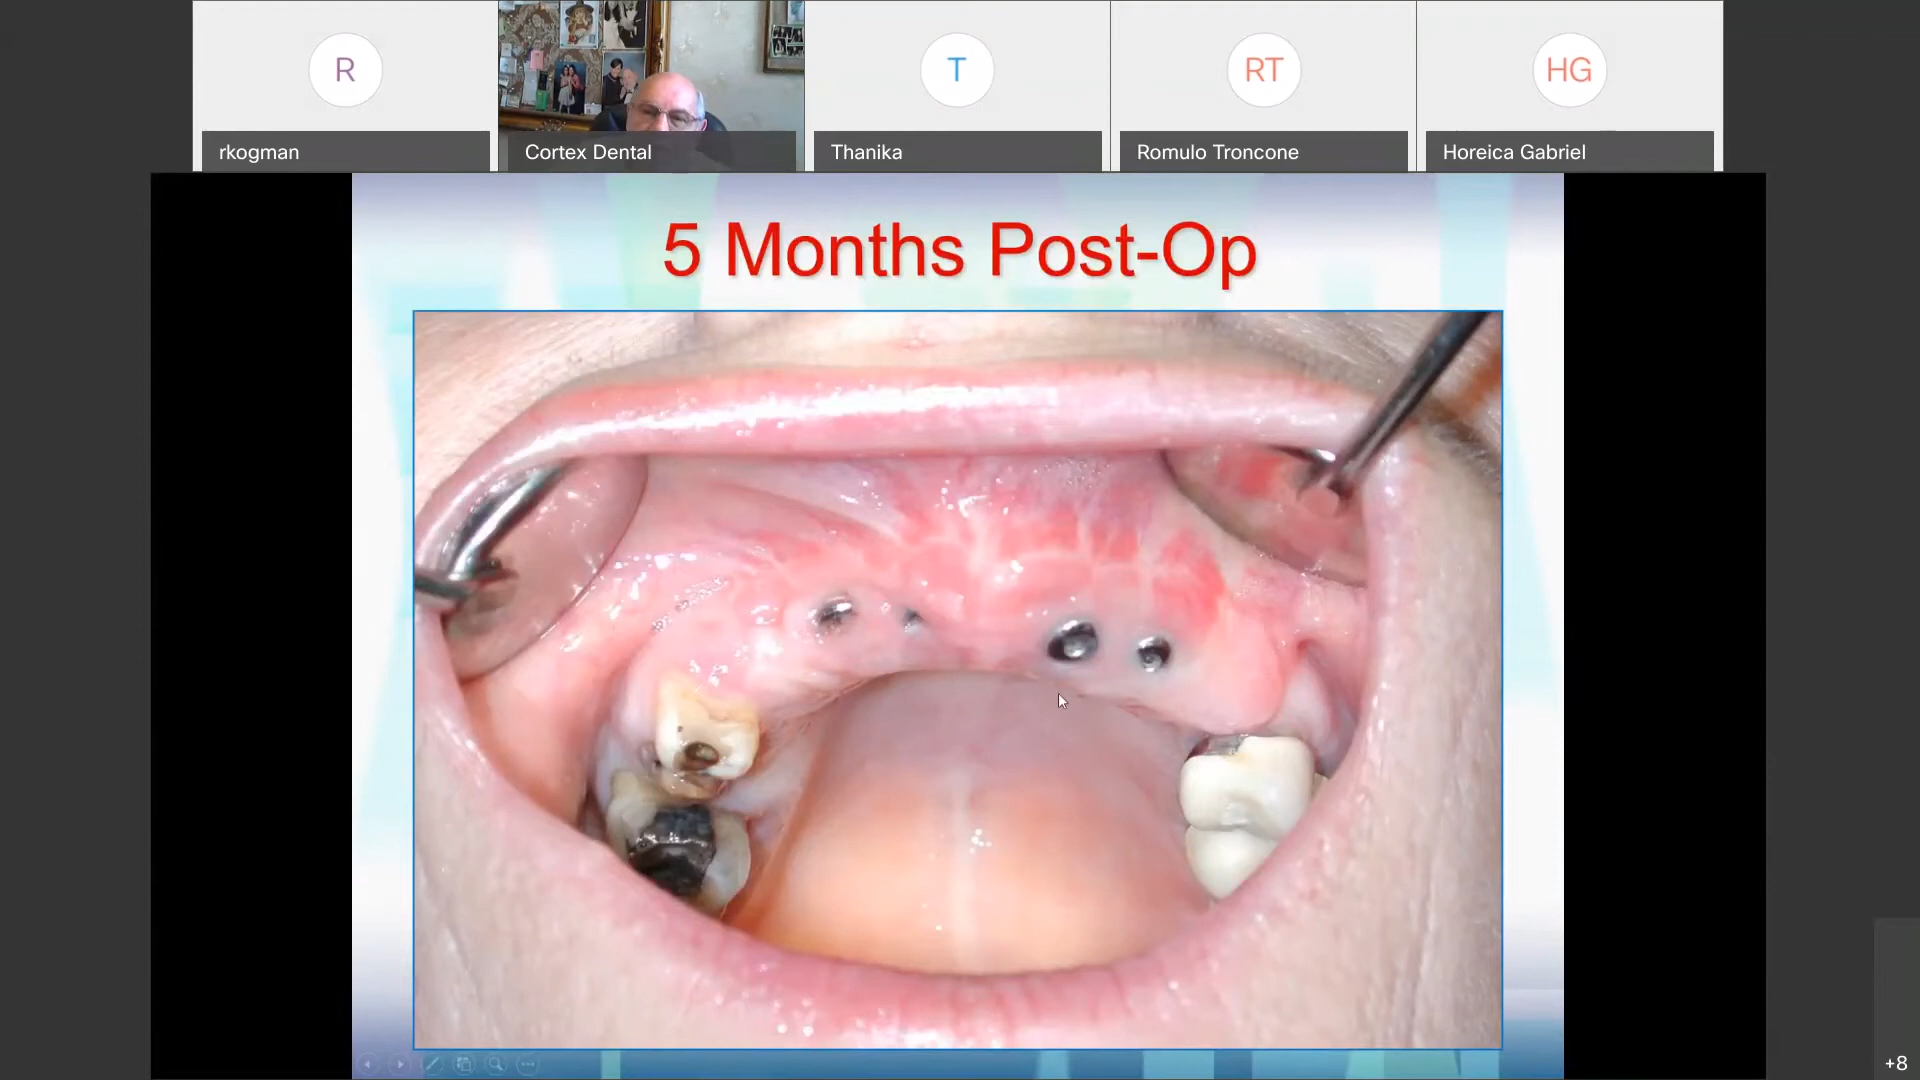 R
T
RT
HG
rkogman
Cortex Dental
Thanika
Romulo Troncone
Horeica Gabriel
5 Months Post-Op
+8